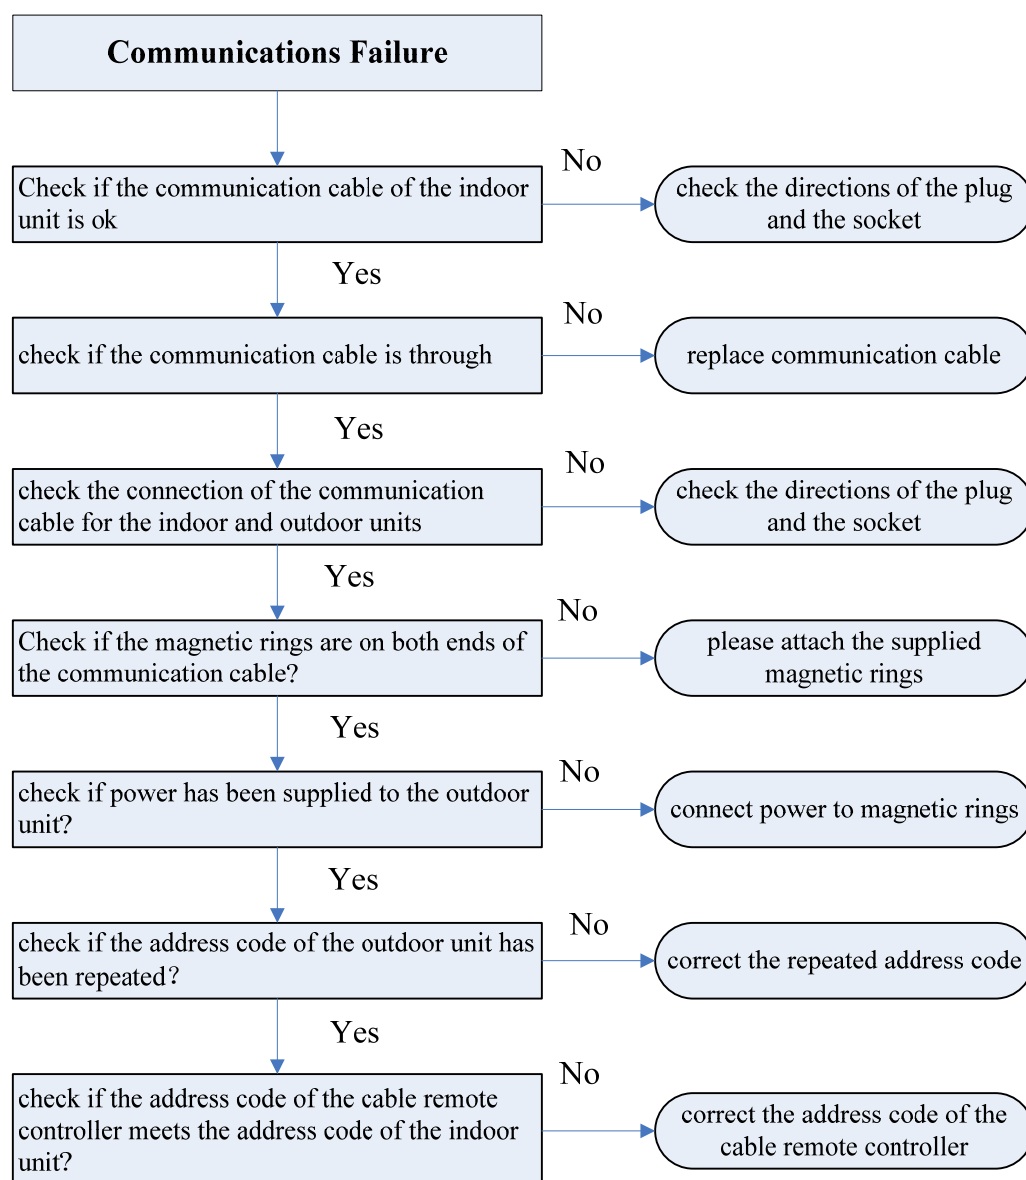 Communications Failure
No
Check if the communication cable of the indoor
unit is ok
check the directions of the plug
and the socket
Yes
No
check if the communication cable is through
replace communication cable
Yes
No
check the connection of the communication
cable for the indoor and outdoor units
check the directions of the plug
and the socket
Yes
No
Check if the magnetic rings are on both ends of
the communication cable?
please attach the supplied
magnetic rings
Yes
No
check if power has been supplied to the outdoor
unit?
connect power to magnetic rings
Yes
No
check if the address code of the outdoor unit has
been repeated？
correct the repeated address code
Yes
No
check if the address code of the cable remote
controller meets the address code of the indoor
unit?
correct the address code of the
cable remote controller